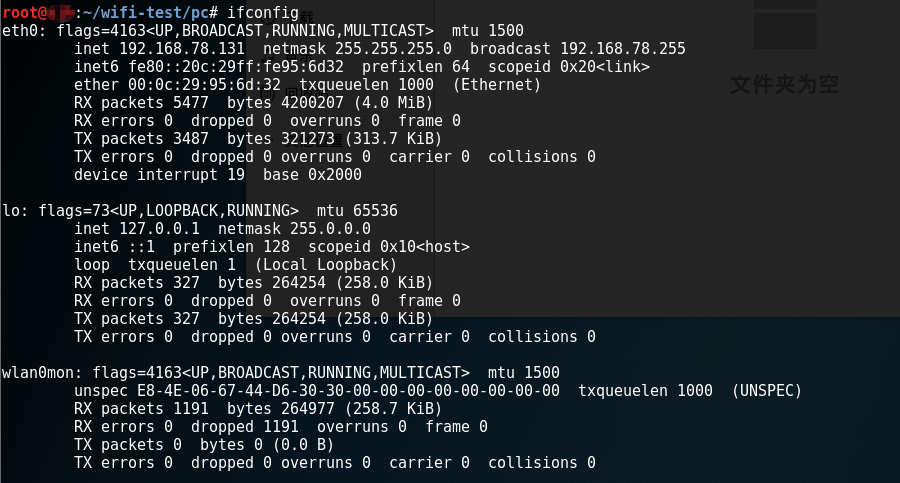 root@:~/wifi-test/pc# ifconfig
eth0: flags=4163<UP,BROADCAST,RUNNING,MULTICAST>  mtu 1500
        inet 192.168.78.131  netmask 255.255.255.0  broadcast 192.168.78.255
        inet6 fe80::20c:29ff:fe95:6d32  prefixlen 64  scopeid 0x20<link>
        ether 00:0c:29:95:6d:32  txqueuelen 1000  (Ethernet)
        RX packets 5477  bytes 4200207 (4.0 MiB)
        RX errors 0  dropped 0  overruns 0  frame 0
        TX packets 3487  bytes 321273 (313.7 KiB)
        TX errors 0  dropped 0 overruns 0  carrier 0  collisions 0
        device interrupt 19  base 0x2000
lo: flags=73<UP,LOOPBACK,RUNNING>  mtu 65536
        inet 127.0.0.1  netmask 255.0.0.0
        inet6 ::1  prefixlen 128  scopeid 0x10<host>
        loop  txqueuelen 1  (Local Loopback)
        RX packets 327  bytes 264254 (258.0 KiB)
        RX errors 0  dropped 0  overruns 0  frame 0
        TX packets 327  bytes 264254 (258.0 KiB)
        TX errors 0  dropped 0 overruns 0  carrier 0  collisions 0
wlan0mon: flags=4163<UP,BROADCAST,RUNNING,MULTICAST>  mtu 1500
        unspec E8-4E-06-67-44-D6-30-30-00-00-00-00-00-00-00-00  txqueuelen 1000  (UNSPEC)
        RX packets 1191  bytes 264977 (258.7 KiB)
        RX errors 0  dropped 1191  overruns 0  frame 0
        TX packets 0  bytes 0 (0.0 B)
        TX errors 0  dropped 0 overruns 0  carrier 0  collisions 0
文件夹为空